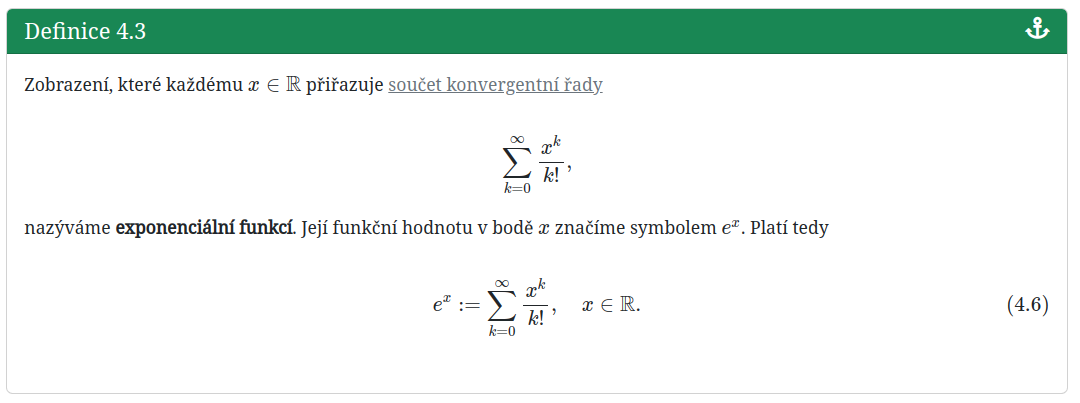 Definice 4.3
Zobrazení, které každému $x \in \mathbb{R}$ přiřazuje součet konvergentní řady
$\sum_{k=0}^{\infty} \frac{x^k}{k!},$
nazýváme exponenciální funkcí. Její funkční hodnotu v bodě $x$ značíme symbolem $e^x$. Platí tedy
$e^x := \sum_{k=0}^{\infty} \frac{x^k}{k!}, \quad x \in \mathbb{R}.$ (4.6)